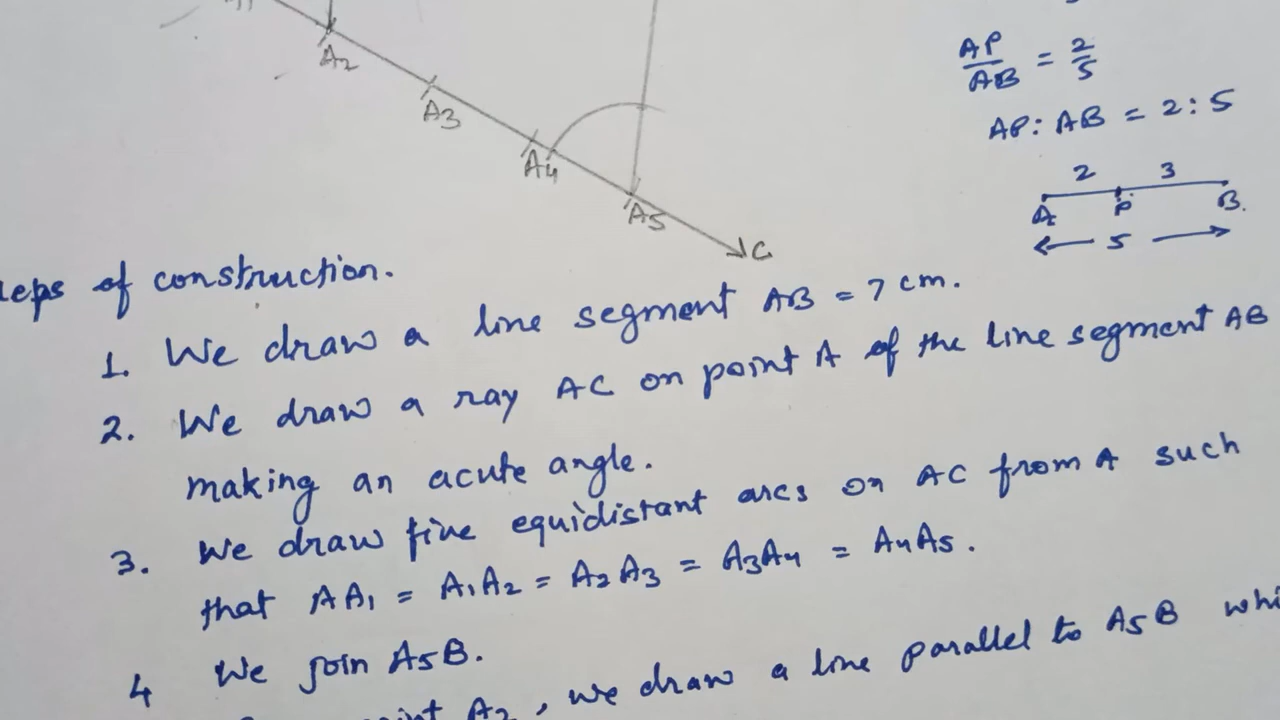 A2
A3
A4
A5
C
AP/AB = 2/5
AP : AB = 2 : 5
2 3
A P B.
5
of construction.
1. We draw a line segment AB = 7 cm.
2. We draw a ray AC on point A of the line segment AB
making an acute angle.
3. We draw five equidistant arcs on AC from A such
that AA1 = A1A2 = A2A3 = A3A4 = A4A5.
4 We join A5B.
A2, we draw a line parallel to A5B